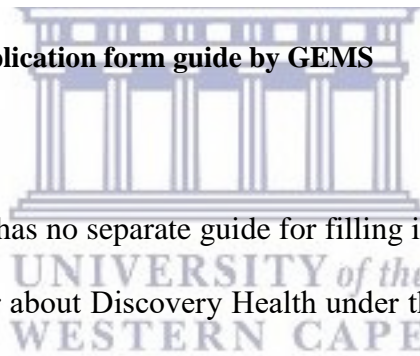 plication form guide by GEMS
has no separate guide for filling i
UNIVERSITY of the
r about Discovery Health under th
WESTERN CAPE